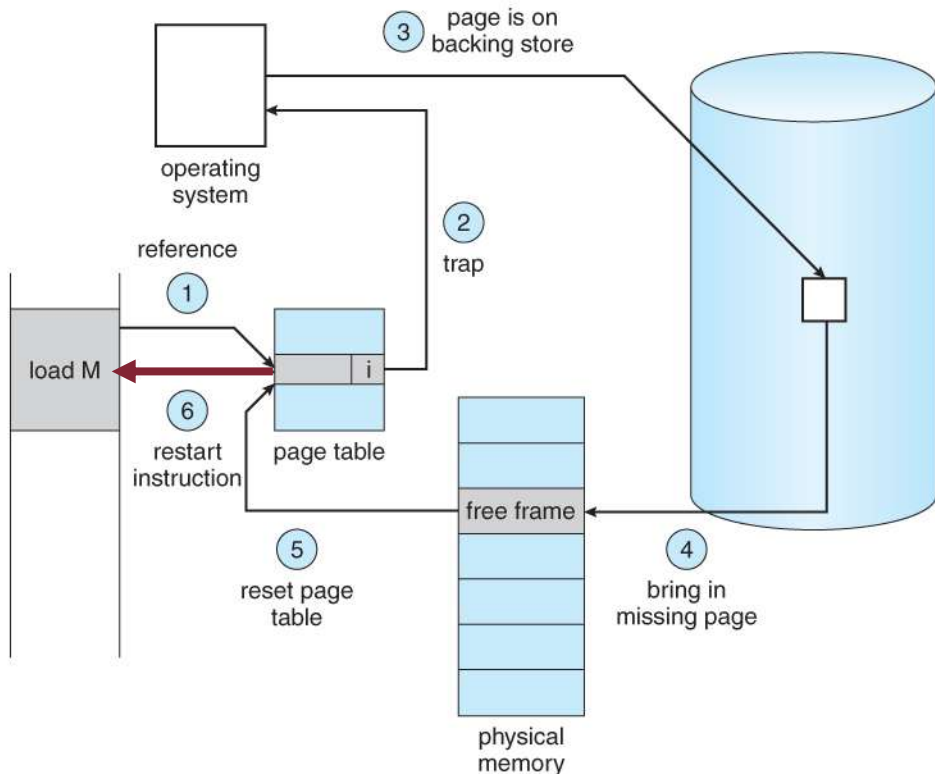 3
page is on
backing store
operating
system
2
trap
reference
1
load M
i
6
restart
instruction
page table
free frame
5
reset page
table
4
bring in
missing page
physical
memory